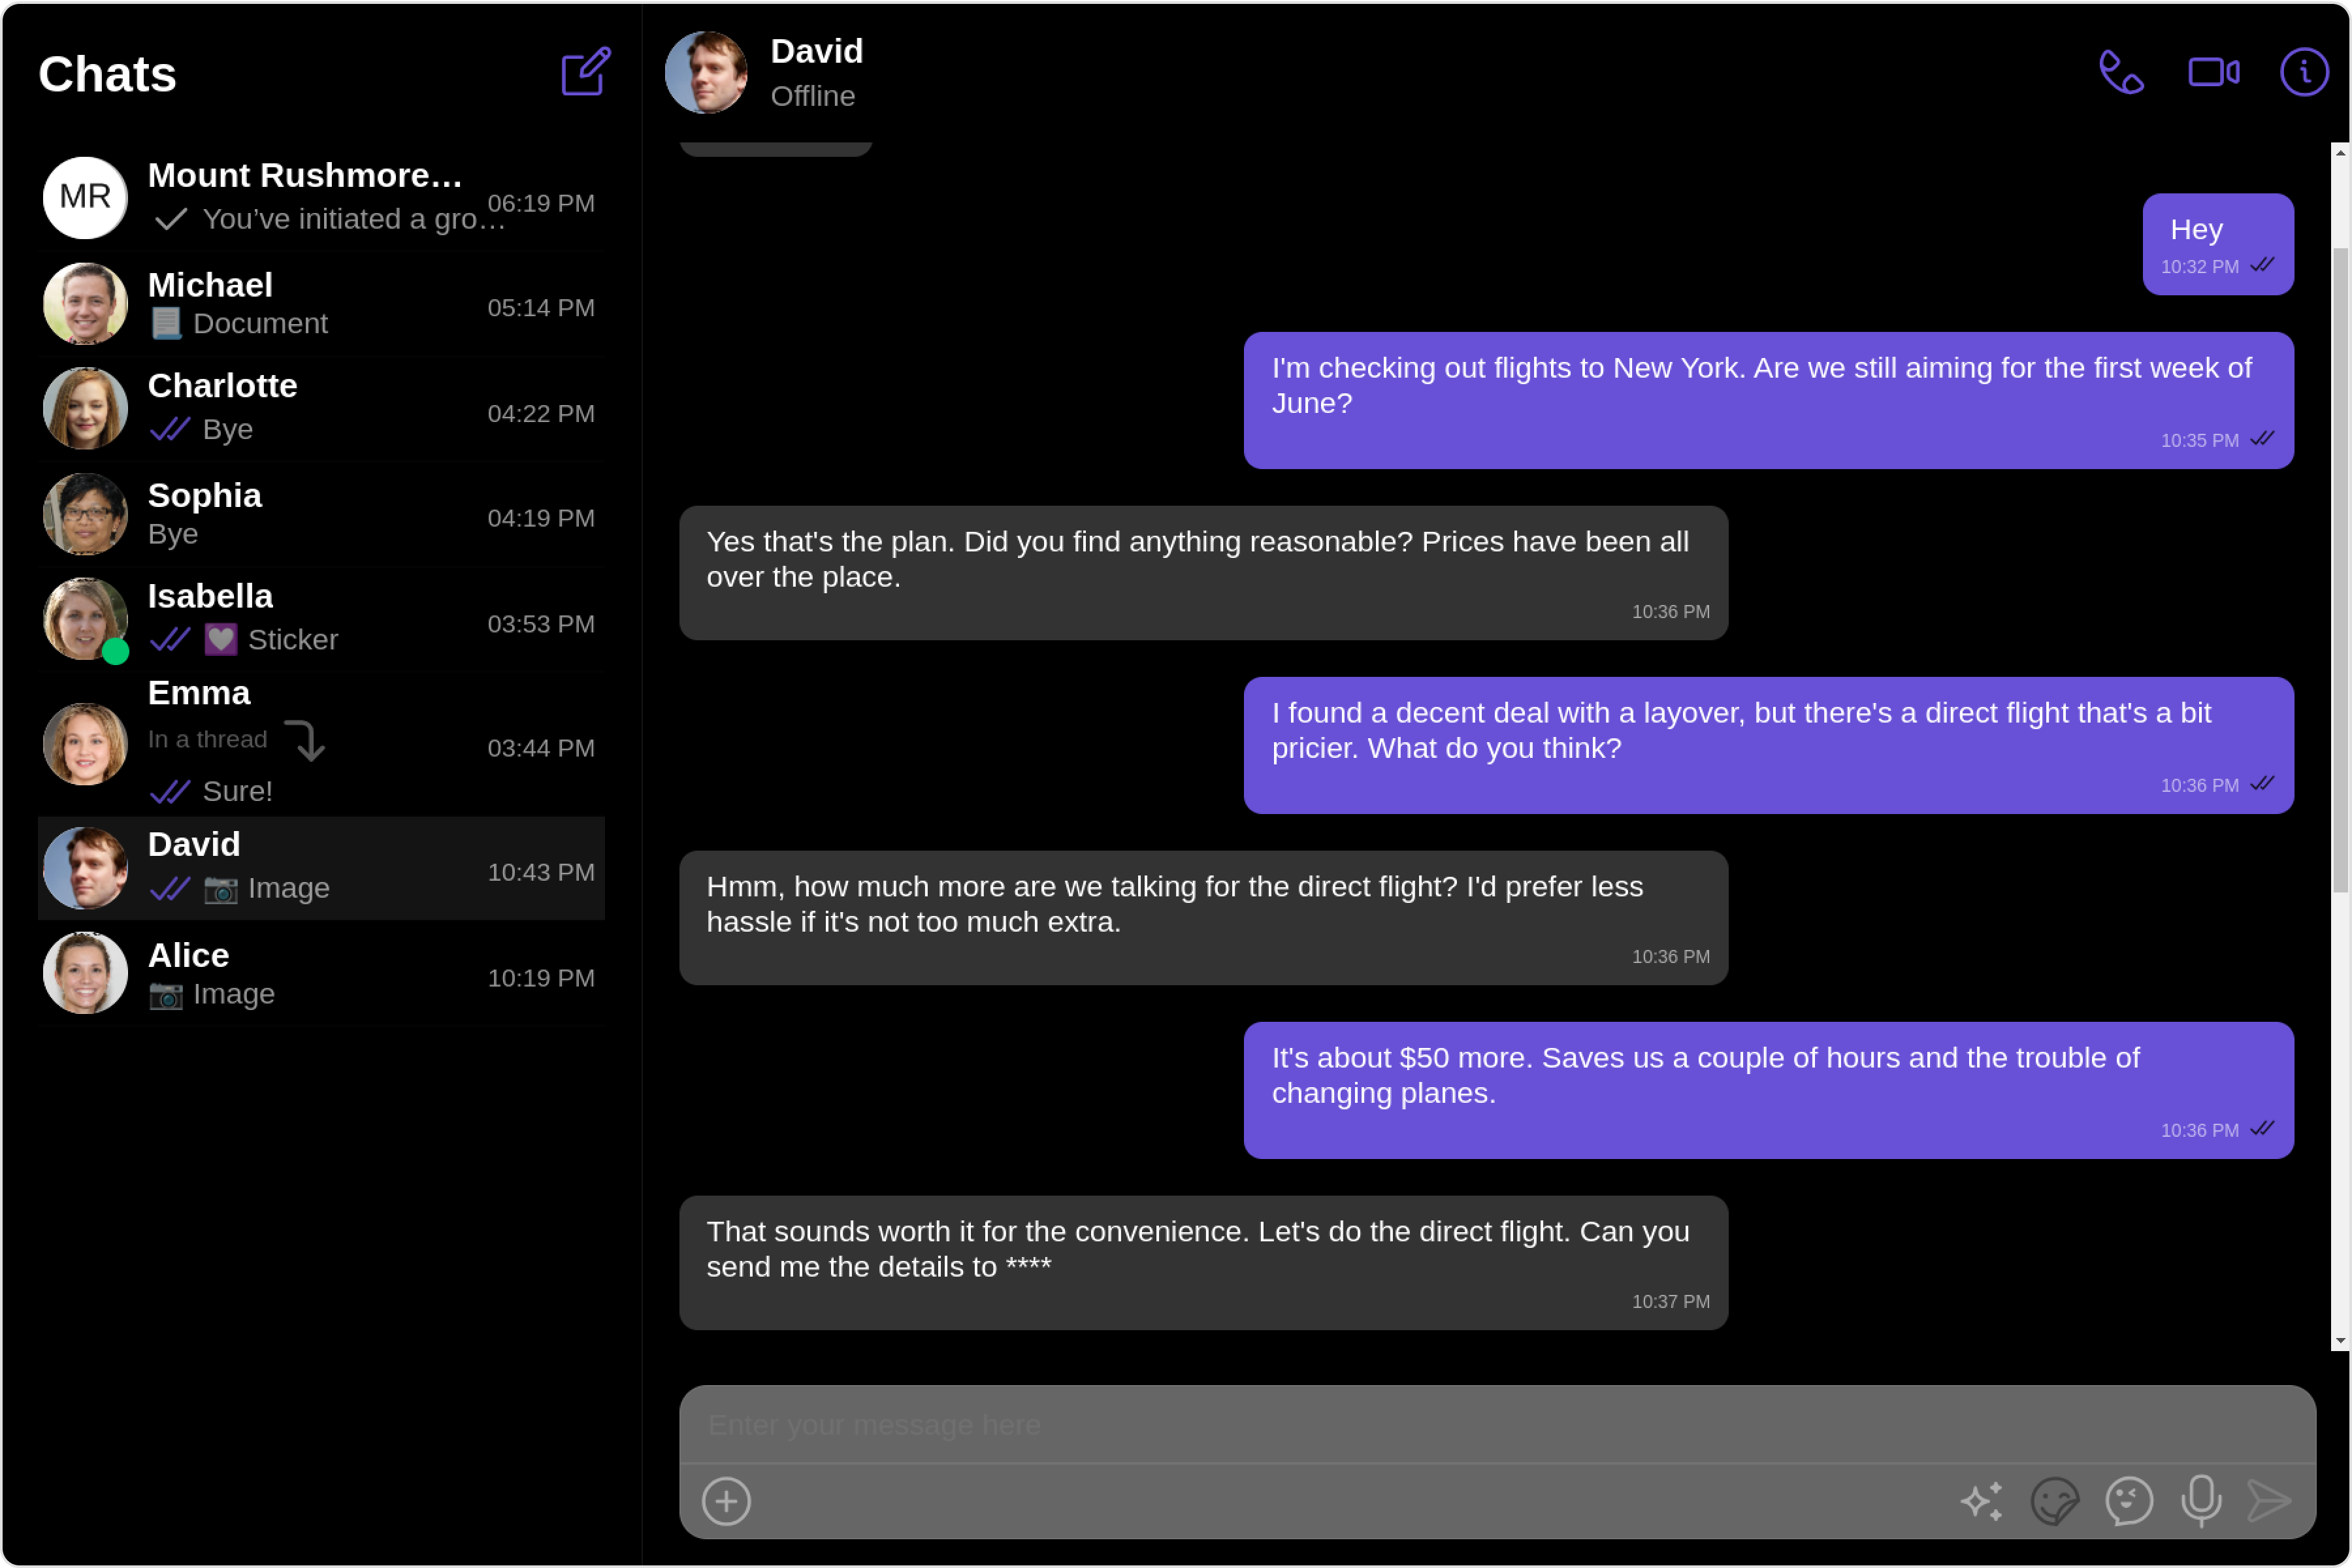 Chats
MR
Mount Rushmore…
You’ve initiated a gro…
06:19 PM
Michael
Document
05:14 PM
Charlotte
Bye
04:22 PM
Sophia
Bye
04:19 PM
Isabella
Sticker
03:53 PM
Emma
In a thread
Sure!
03:44 PM
David
Image
10:43 PM
Alice
Image
10:19 PM
David
Offline
Hey
10:32 PM
I'm checking out flights to New York. Are we still aiming for the first week of
June?
10:35 PM
Yes that's the plan. Did you find anything reasonable? Prices have been all
over the place.
10:36 PM
I found a decent deal with a layover, but there's a direct flight that's a bit
pricier. What do you think?
10:36 PM
Hmm, how much more are we talking for the direct flight? I'd prefer less
hassle if it's not too much extra.
10:36 PM
It's about $50 more. Saves us a couple of hours and the trouble of
changing planes.
10:36 PM
That sounds worth it for the convenience. Let's do the direct flight. Can you
send me the details to ****
10:37 PM
Enter your message here